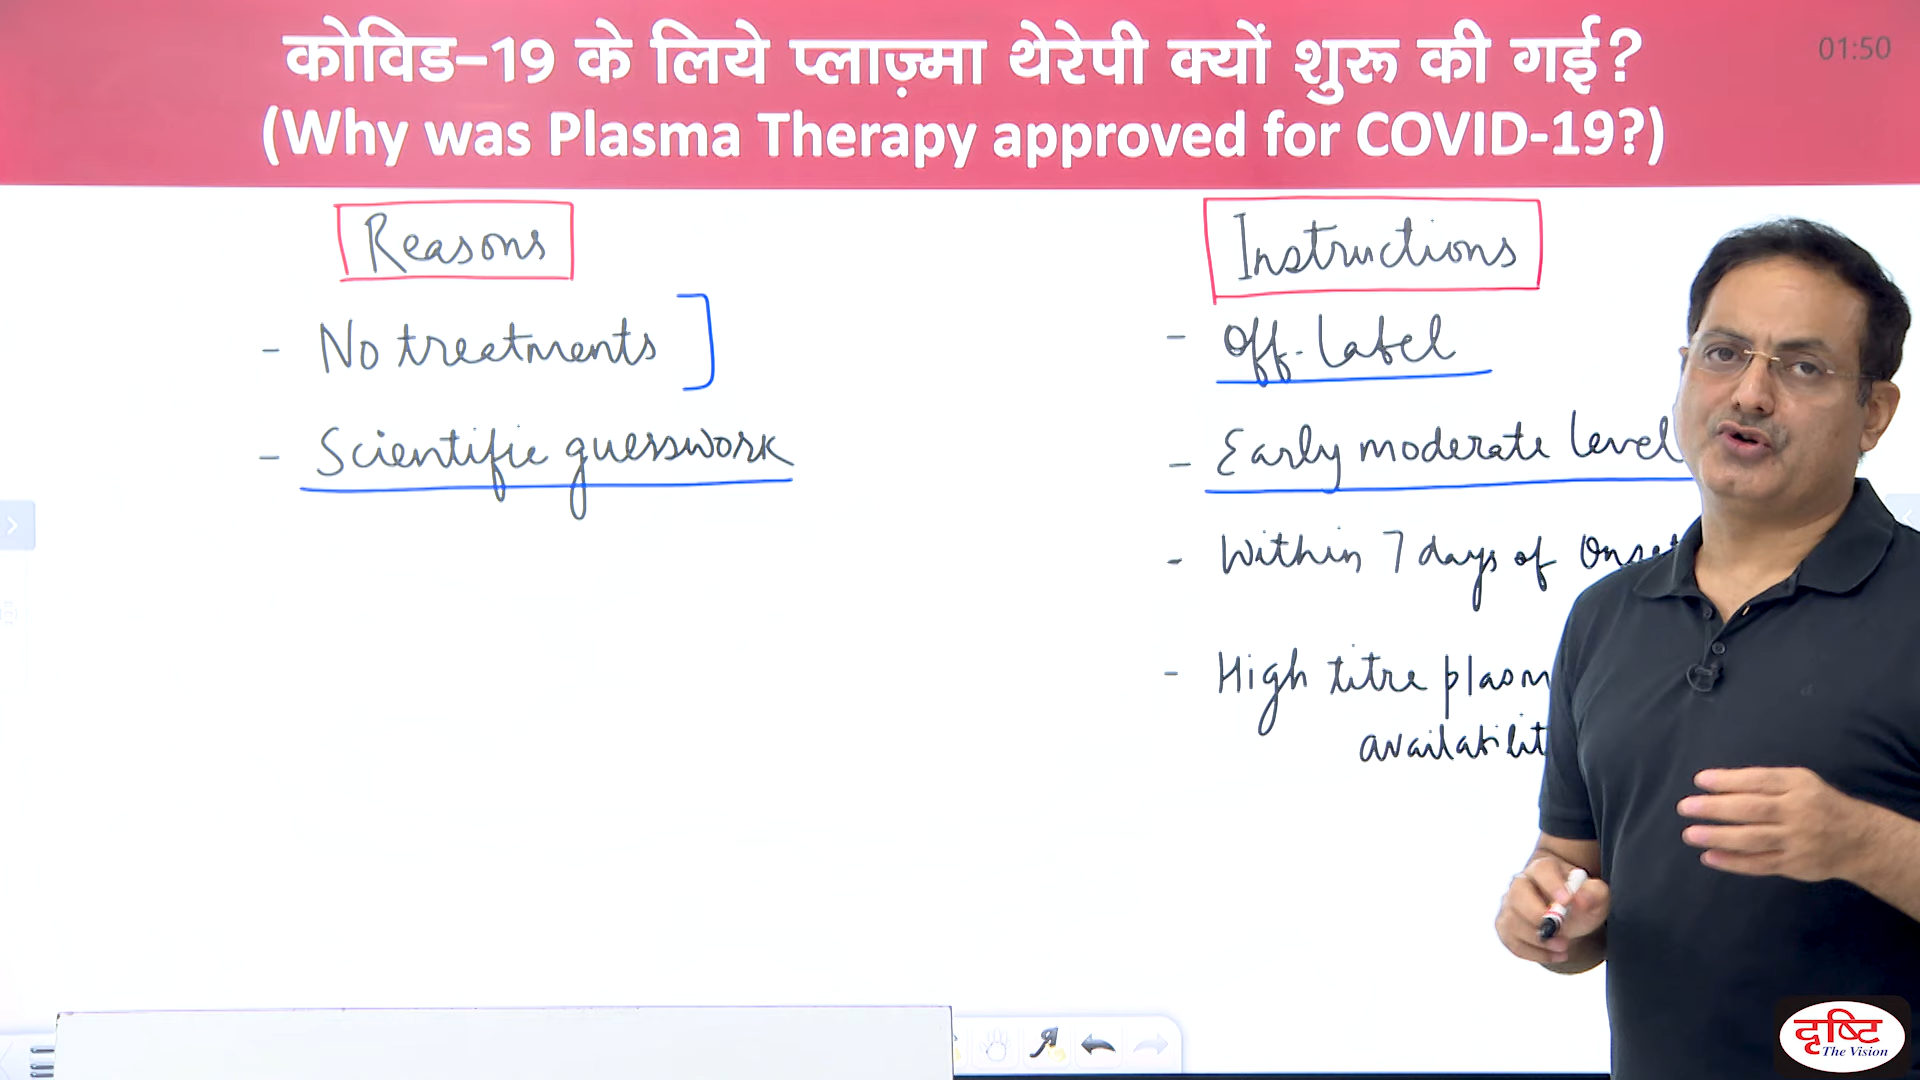 कोविड-19 के लिये प्लाज़्मा थेरेपी क्यों शुरू की गई?
01:50
(Why was Plasma Therapy approved for COVID-19?)
Reasons
- No treatments
- Scientific guesswork
Instructions
- Off-label
- Early moderate level
- Within 7 days of
- High titre
दृष्टि
The Vision